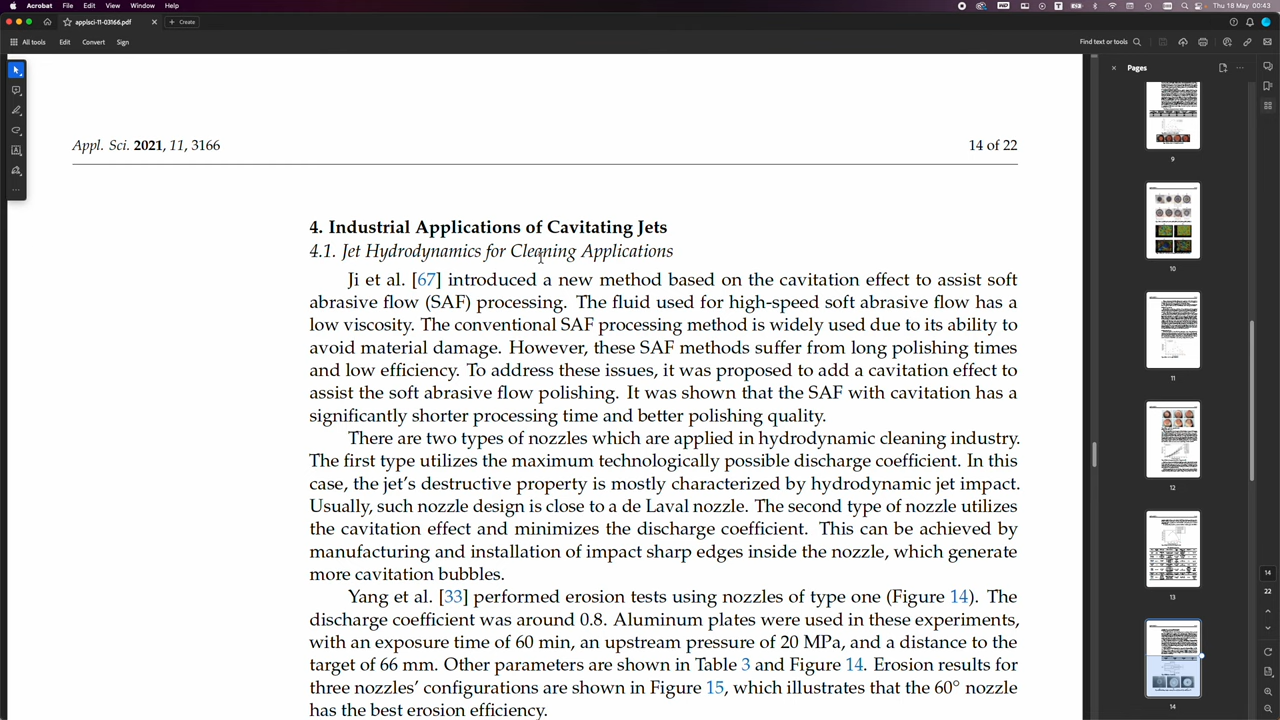 Acrobat File Edit View Window Help
Thu 18 May 00:43
applsci-11-03166.pdf
Create
All tools Edit Convert Sign
Find text or tools
Pages
Appl. Sci. 2021, 11, 3166
14 of 22
4. Industrial Applications of Cavitating Jets
4.1. Jet Hydrodynamics for Cleaning Applications
Ji et al. [67] introduced a new method based on the cavitation effect to assist soft
abrasive flow (SAF) processing. The fluid used for high-speed soft abrasive flow has a
low viscosity. The conventional SAF processing method is widely used due to its ability to
avoid material damage. However, these SAF methods suffer from long polishing times
and low efficiency. To address these issues, it was proposed to add a cavitation effect to
assist the soft abrasive flow polishing. It was shown that the SAF with cavitation has a
significantly shorter processing time and better polishing quality.
There are two types of nozzles which are applied in hydrodynamic cleaning industry.
The first type utilizes the maximum technologically possible discharge coefficient. In this
case, the jet's destructive property is mostly characterized by hydrodynamic jet impact.
Usually, such nozzle design is close to a de Laval nozzle. The second type of nozzle utilizes
the cavitation effect and minimizes the discharge coefficient. This can be achieved by
manufacturing and installation of impact sharp edges inside the nozzle, which generate
more cavitation bubbles.
Yang et al. [33] performed erosion tests using nozzles of type one (Figure 14). The
discharge coefficient was around 0.8. Aluminum plates were used in these experiments,
with an exposure time of 60 min, an upstream pressure of 20 MPa, and a distance to the
target of 66 mm. Other parameters are shown in Table 3 and Figure 14. Erosion results for
three nozzles' configurations are shown in Figure 15, which illustrates that the 60° nozzle
has the best erosion efficiency.
9
10
11
12
13
14
14
22